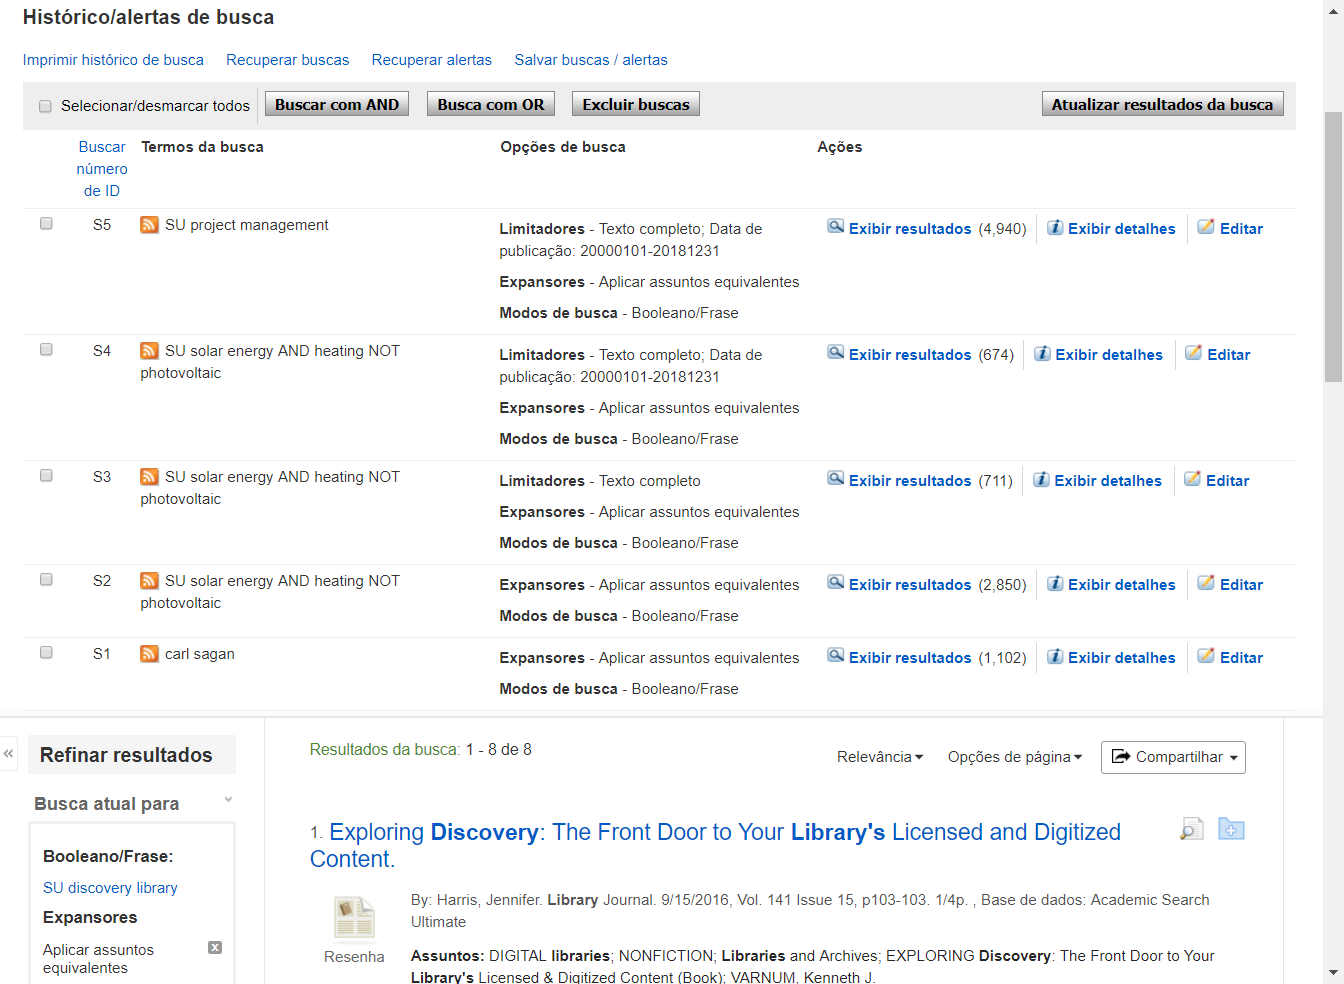 Histórico/alertas de busca
Imprimir histórico de busca Recuperar buscas Recuperar alertas Salvar buscas / alertas
Selecionar/desmarcar todos Buscar com AND Busca com OR Excluir buscas Atualizar resultados da busca
Buscar número de ID Termos da busca Opções de busca Ações
S5 SU project management
Limitadores - Texto completo; Data de
publicação: 20000101-20181231
Expansores - Aplicar assuntos equivalentes
Modos de busca - Booleano/Frase
Exibir resultados (4,940) Exibir detalhes Editar
S4 SU solar energy AND heating NOT
photovoltaic
Limitadores - Texto completo; Data de
publicação: 20000101-20181231
Expansores - Aplicar assuntos equivalentes
Modos de busca - Booleano/Frase
Exibir resultados (674) Exibir detalhes Editar
S3 SU solar energy AND heating NOT
photovoltaic
Limitadores - Texto completo
Expansores - Aplicar assuntos equivalentes
Modos de busca - Booleano/Frase
Exibir resultados (711) Exibir detalhes Editar
S2 SU solar energy AND heating NOT
photovoltaic
Expansores - Aplicar assuntos equivalentes
Modos de busca - Booleano/Frase
Exibir resultados (2,850) Exibir detalhes Editar
S1 carl sagan
Expansores - Aplicar assuntos equivalentes
Modos de busca - Booleano/Frase
Exibir resultados (1,102) Exibir detalhes Editar
«
Refinar resultados
Busca atual para
Booleano/Frase:
SU discovery library
Expansores
Aplicar assuntos
equivalentes
Resultados da busca: 1 - 8 de 8
Relevância Opções de página Compartilhar
1. Exploring Discovery: The Front Door to Your Library's Licensed and Digitized
Content.
Resenha
By: Harris, Jennifer. Library Journal. 9/15/2016, Vol. 141 Issue 15, p103-103. 1/4p. , Base de dados: Academic Search
Ultimate
Assuntos: DIGITAL libraries; NONFICTION; Libraries and Archives; EXPLORING Discovery: The Front Door to Your
Library's Licensed & Digitized Content (Book); VARNUM, Kenneth J.